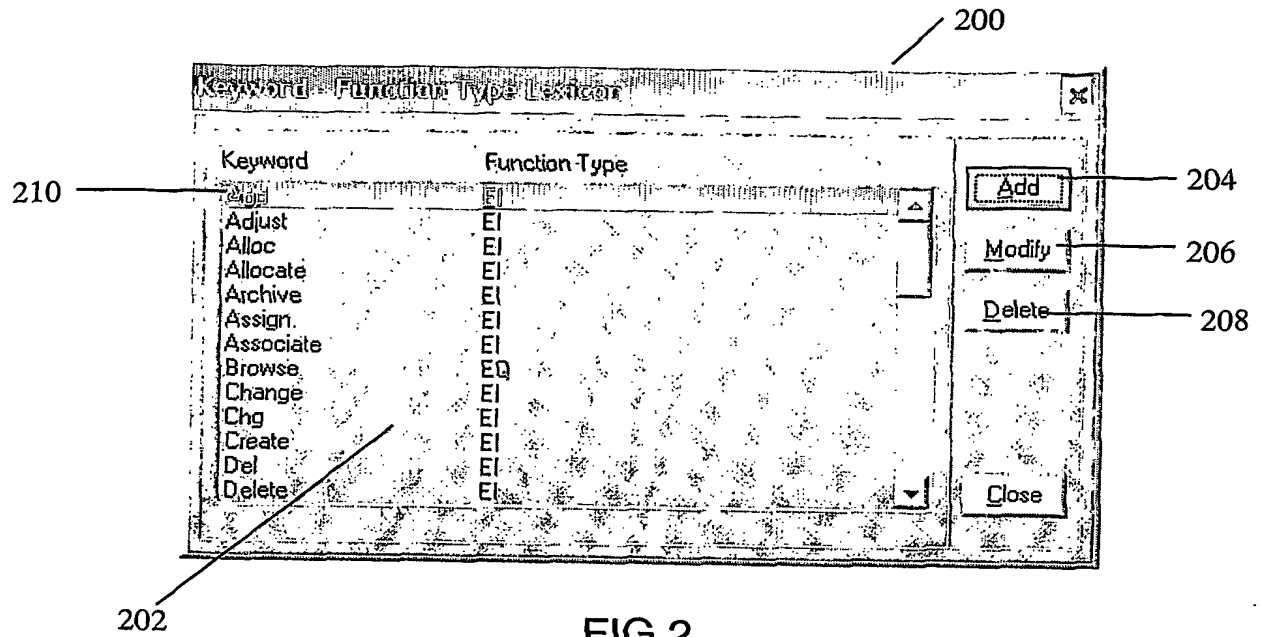 200
Keyword - Function Type Lexicon
Keyword Function Type
210 Add EI Add 204
Adjust EI
Alloc EI Modify 206
Allocate EI
Archive EI Delete 208
Assign EI
Associate EI
Browse EQ
Change EI
Chg EI
Create EI
Del EI
Delete EI Close
202
FIG 2